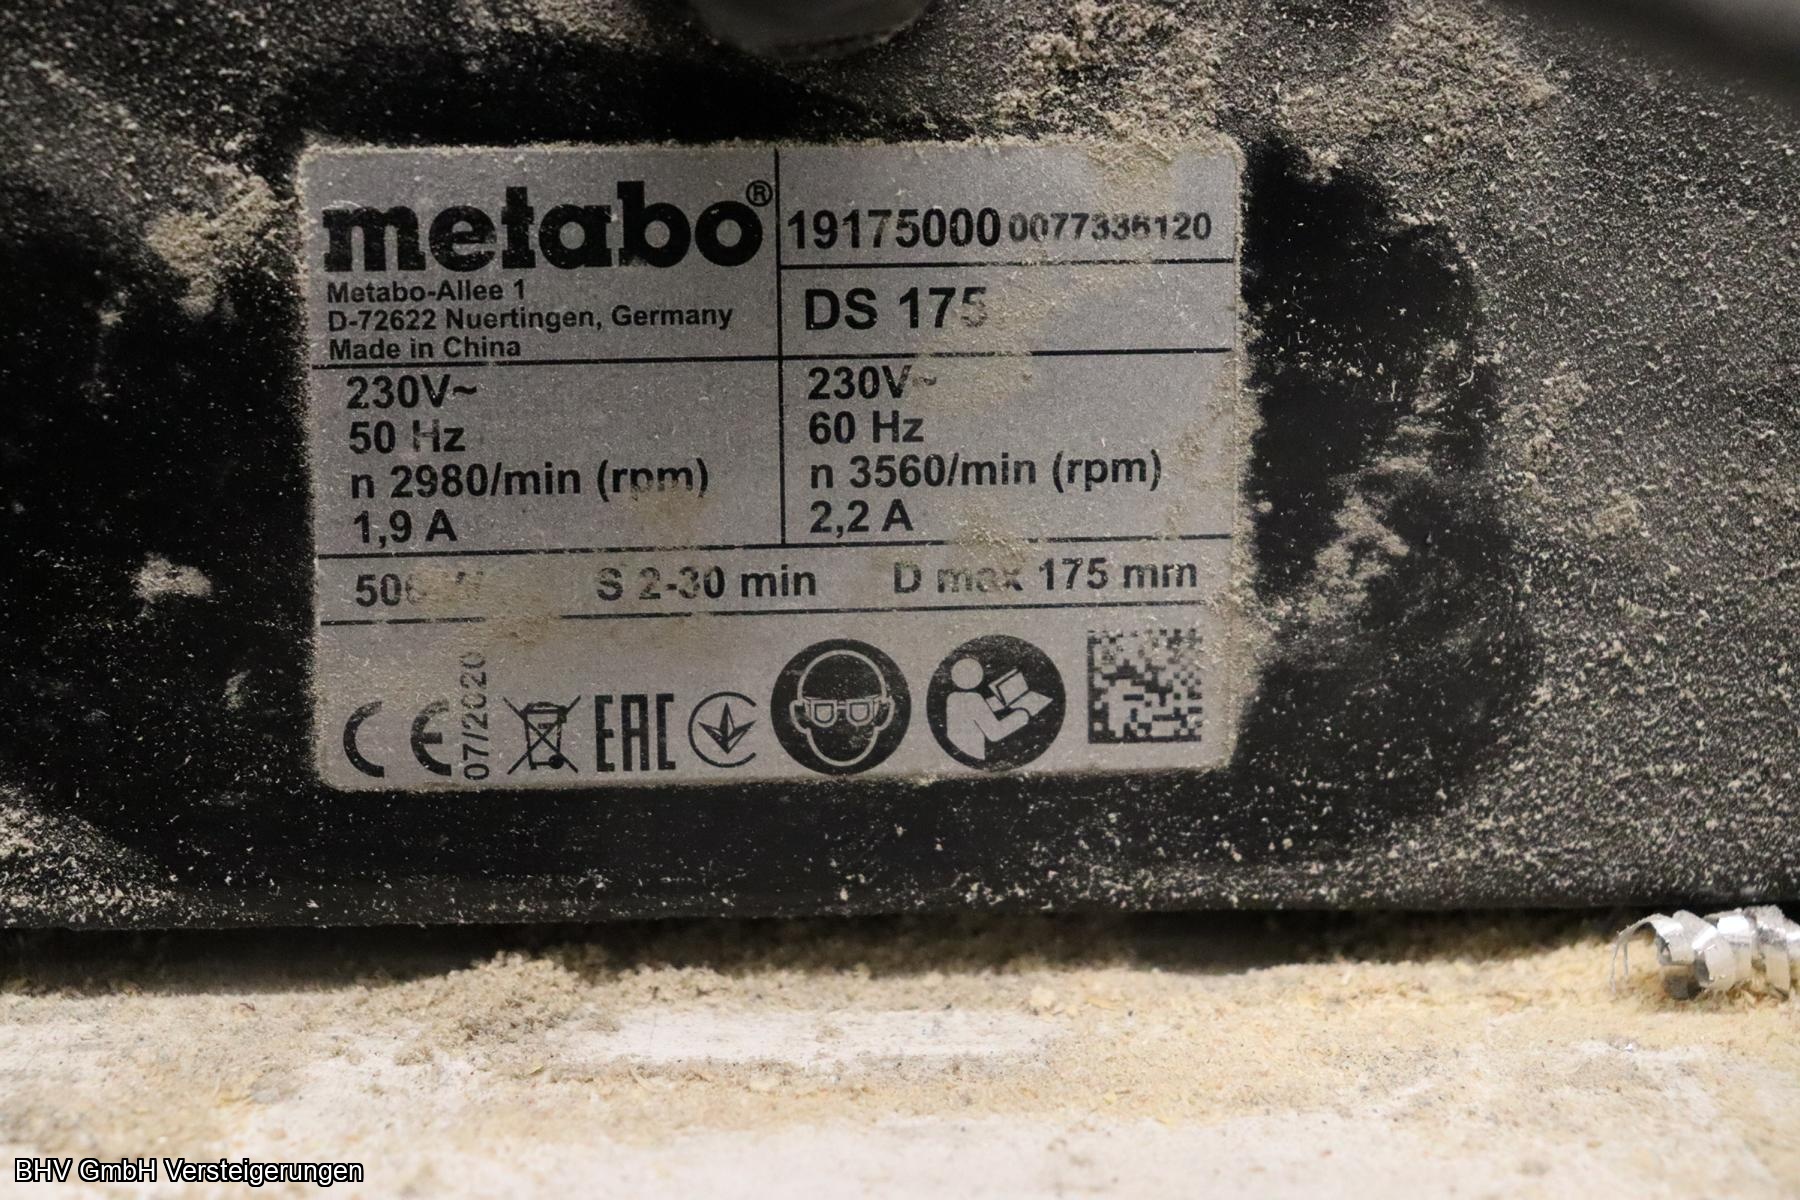 metabo®
Metabo-Allee 1
D-72622 Nuertingen, Germany
Made in China
19175000 0077336120
DS 175
230V~
50 Hz
n 2980/min (rpm)
1,9 A
230V~
60 Hz
n 3560/min (rpm)
2,2 A
S 2-30 min
D max 175 mm
CE
07/2020
EAC
BHV GmbH Versteigerungen